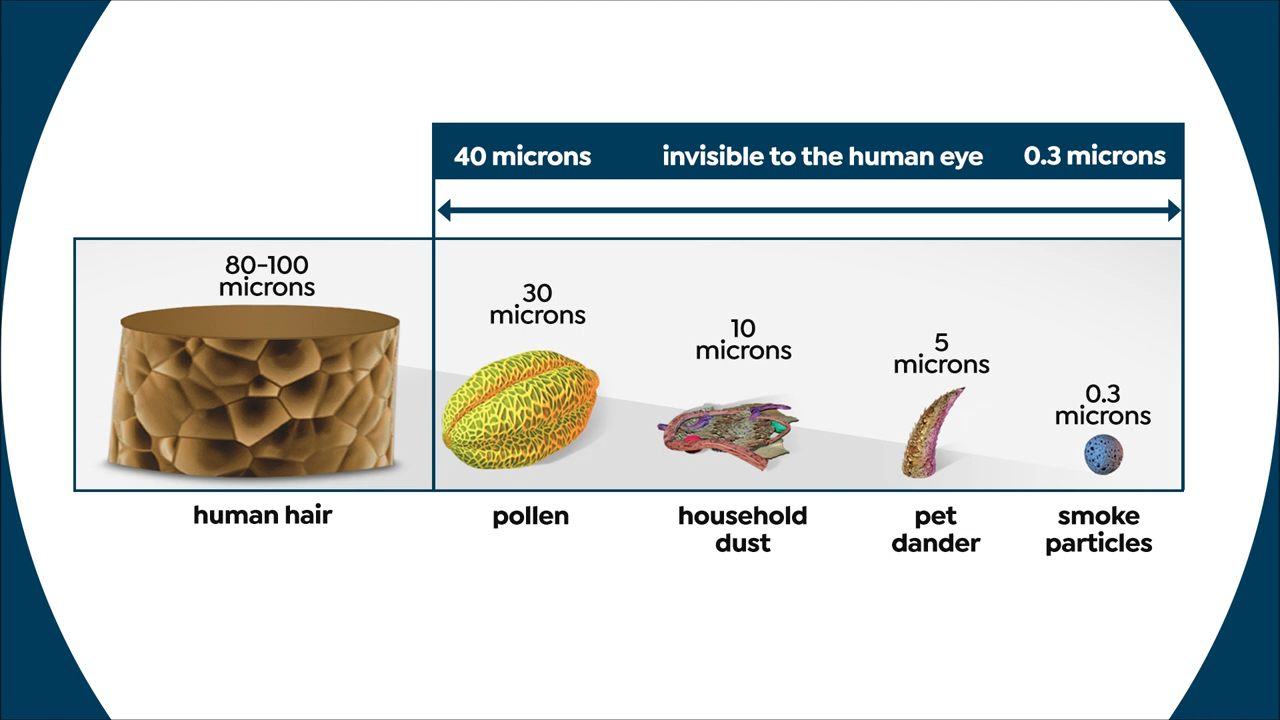 40 microns invisible to the human eye 0.3 microns
80-100
microns
30
microns
10
microns
5
microns
0.3
microns
human hair
pollen
household
dust
pet
dander
smoke
particles